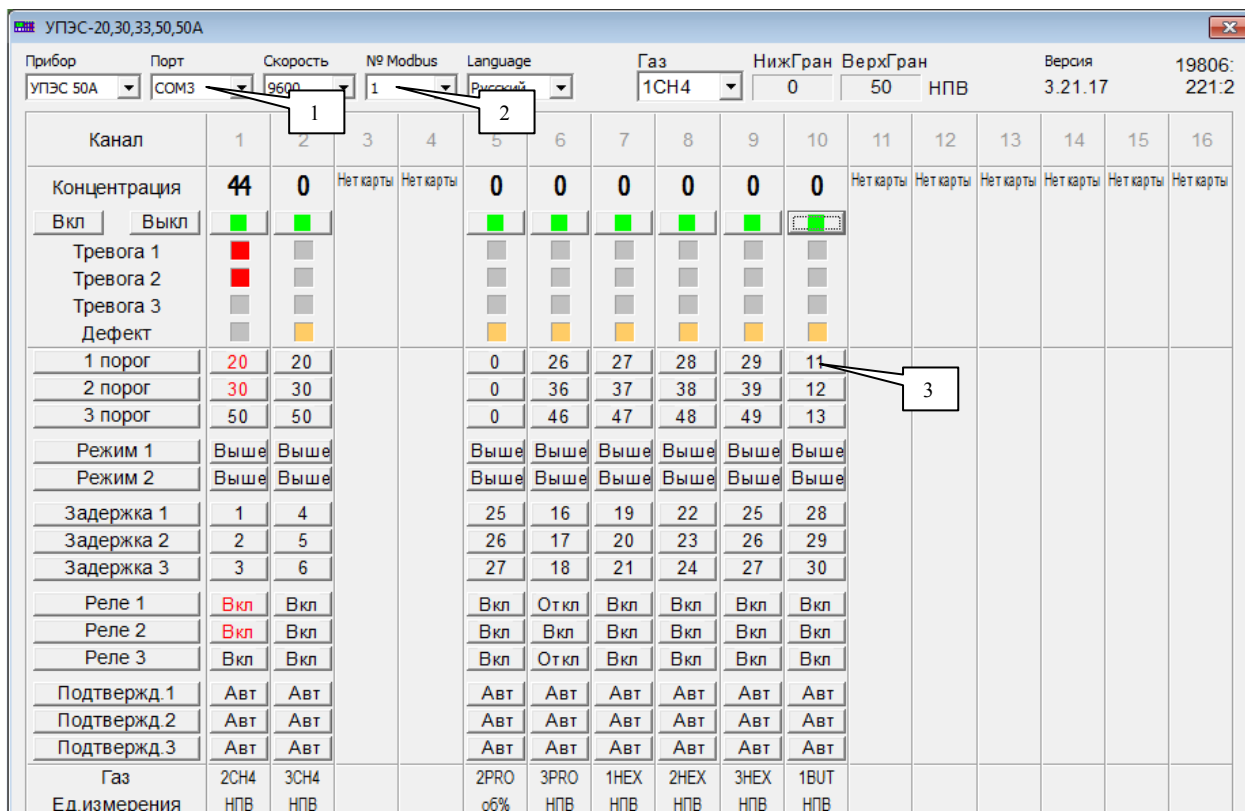 УПЭС-20,30,33,50,50А
Прибор Порт Скорость № Modbus Language Газ НижГран ВерхГран Версия 19806:
УПЭС 50А COM3 9600 1 Русский 1CH4 0 50 НПВ 3.21.17 221:2
1 2
Канал 1 2 3 4 5 6 7 8 9 10 11 12 13 14 15 16
Концентрация 44 0 Нет карты Нет карты 0 0 0 0 0 0 Нет карты Нет карты Нет карты Нет карты Нет карты Нет карты
Вкл Выкл
Тревога 1
Тревога 2
Тревога 3
Дефект
1 порог 20 20 0 26 27 28 29 11
3
2 порог 30 30 0 36 37 38 39 12
3 порог 50 50 0 46 47 48 49 13
Режим 1 Выше Выше Выше Выше Выше Выше Выше Выше
Режим 2 Выше Выше Выше Выше Выше Выше Выше Выше
Задержка 1 1 4 25 16 19 22 25 28
Задержка 2 2 5 26 17 20 23 26 29
Задержка 3 3 6 27 18 21 24 27 30
Реле 1 Вкл Вкл Вкл Откл Вкл Вкл Вкл Вкл
Реле 2 Вкл Вкл Вкл Вкл Вкл Вкл Вкл Вкл
Реле 3 Вкл Вкл Вкл Откл Вкл Вкл Вкл Вкл
Подтвержд.1 Авт Авт Авт Авт Авт Авт Авт Авт
Подтвержд.2 Авт Авт Авт Авт Авт Авт Авт Авт
Подтвержд.3 Авт Авт Авт Авт Авт Авт Авт Авт
Газ 2CH4 3CH4 2PRO 3PRO 1HEX 2HEX 3HEX 1BUT
Ед.измерения НПВ НПВ об% НПВ НПВ НПВ НПВ НПВ